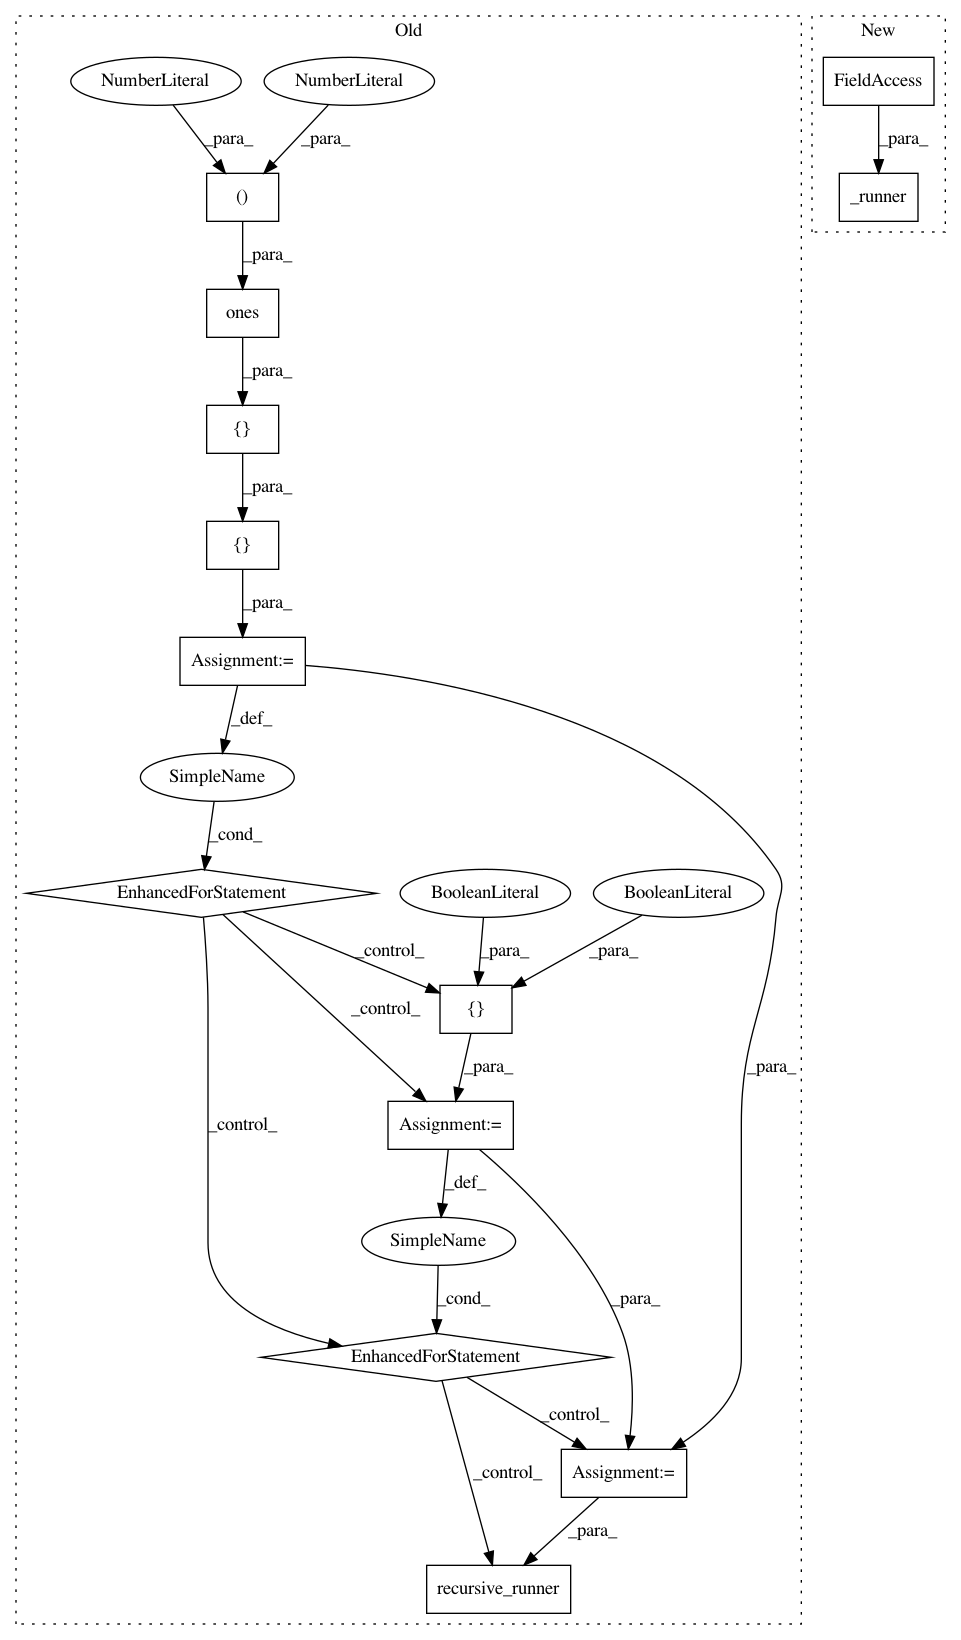 Old
New
NumberLiteral
NumberLiteral
FieldAccess
_para_
_para_
_para_
()
_runner
_para_
ones
_para_
{}
_para_
{}
_para_
Assignment:=
_def_
SimpleName
_cond_
EnhancedForStatement
BooleanLiteral
BooleanLiteral
_control_
_para_
_para_
{}
_control_
_para_
_para_
_control_
Assignment:=
_def_
SimpleName
_cond_
_para_
EnhancedForStatement
_control_
_control_
Assignment:=
_para_
recursive_runner